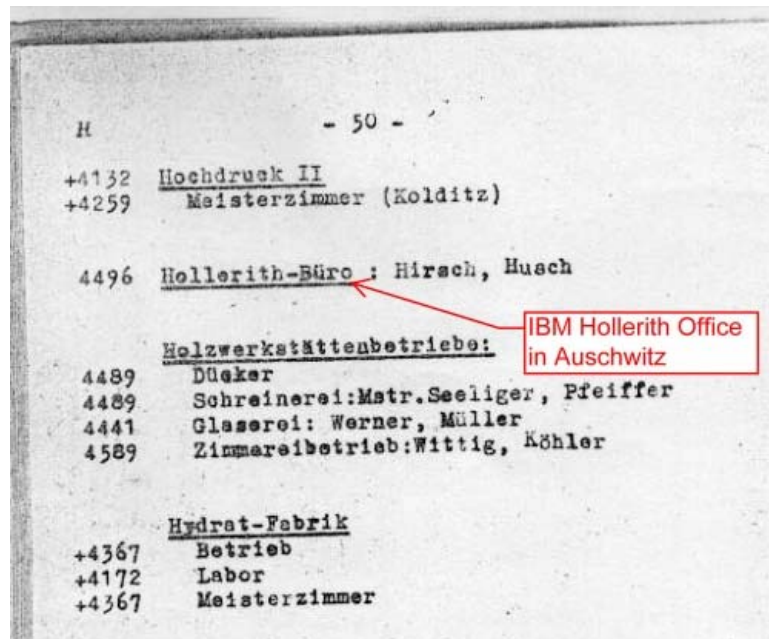 H - 50 -
+4132 Hochdruck II
+4259 Meisterzimmer (Kolditz)
4496 Hollerith-Büro : Hirsch, Husch
IBM Hollerith Office
in Auschwitz
Holzwerkstättenbetriebe:
4489 Dücker
4489 Schreinerei:Mstr.Seeliger, Pfeiffer
4441 Glaserei: Werner, Müller
4589 Zimmereibetrieb:Wittig, Köhler
Hydrat-Fabrik
+4367 Betrieb
+4172 Labor
+4367 Meisterzimmer